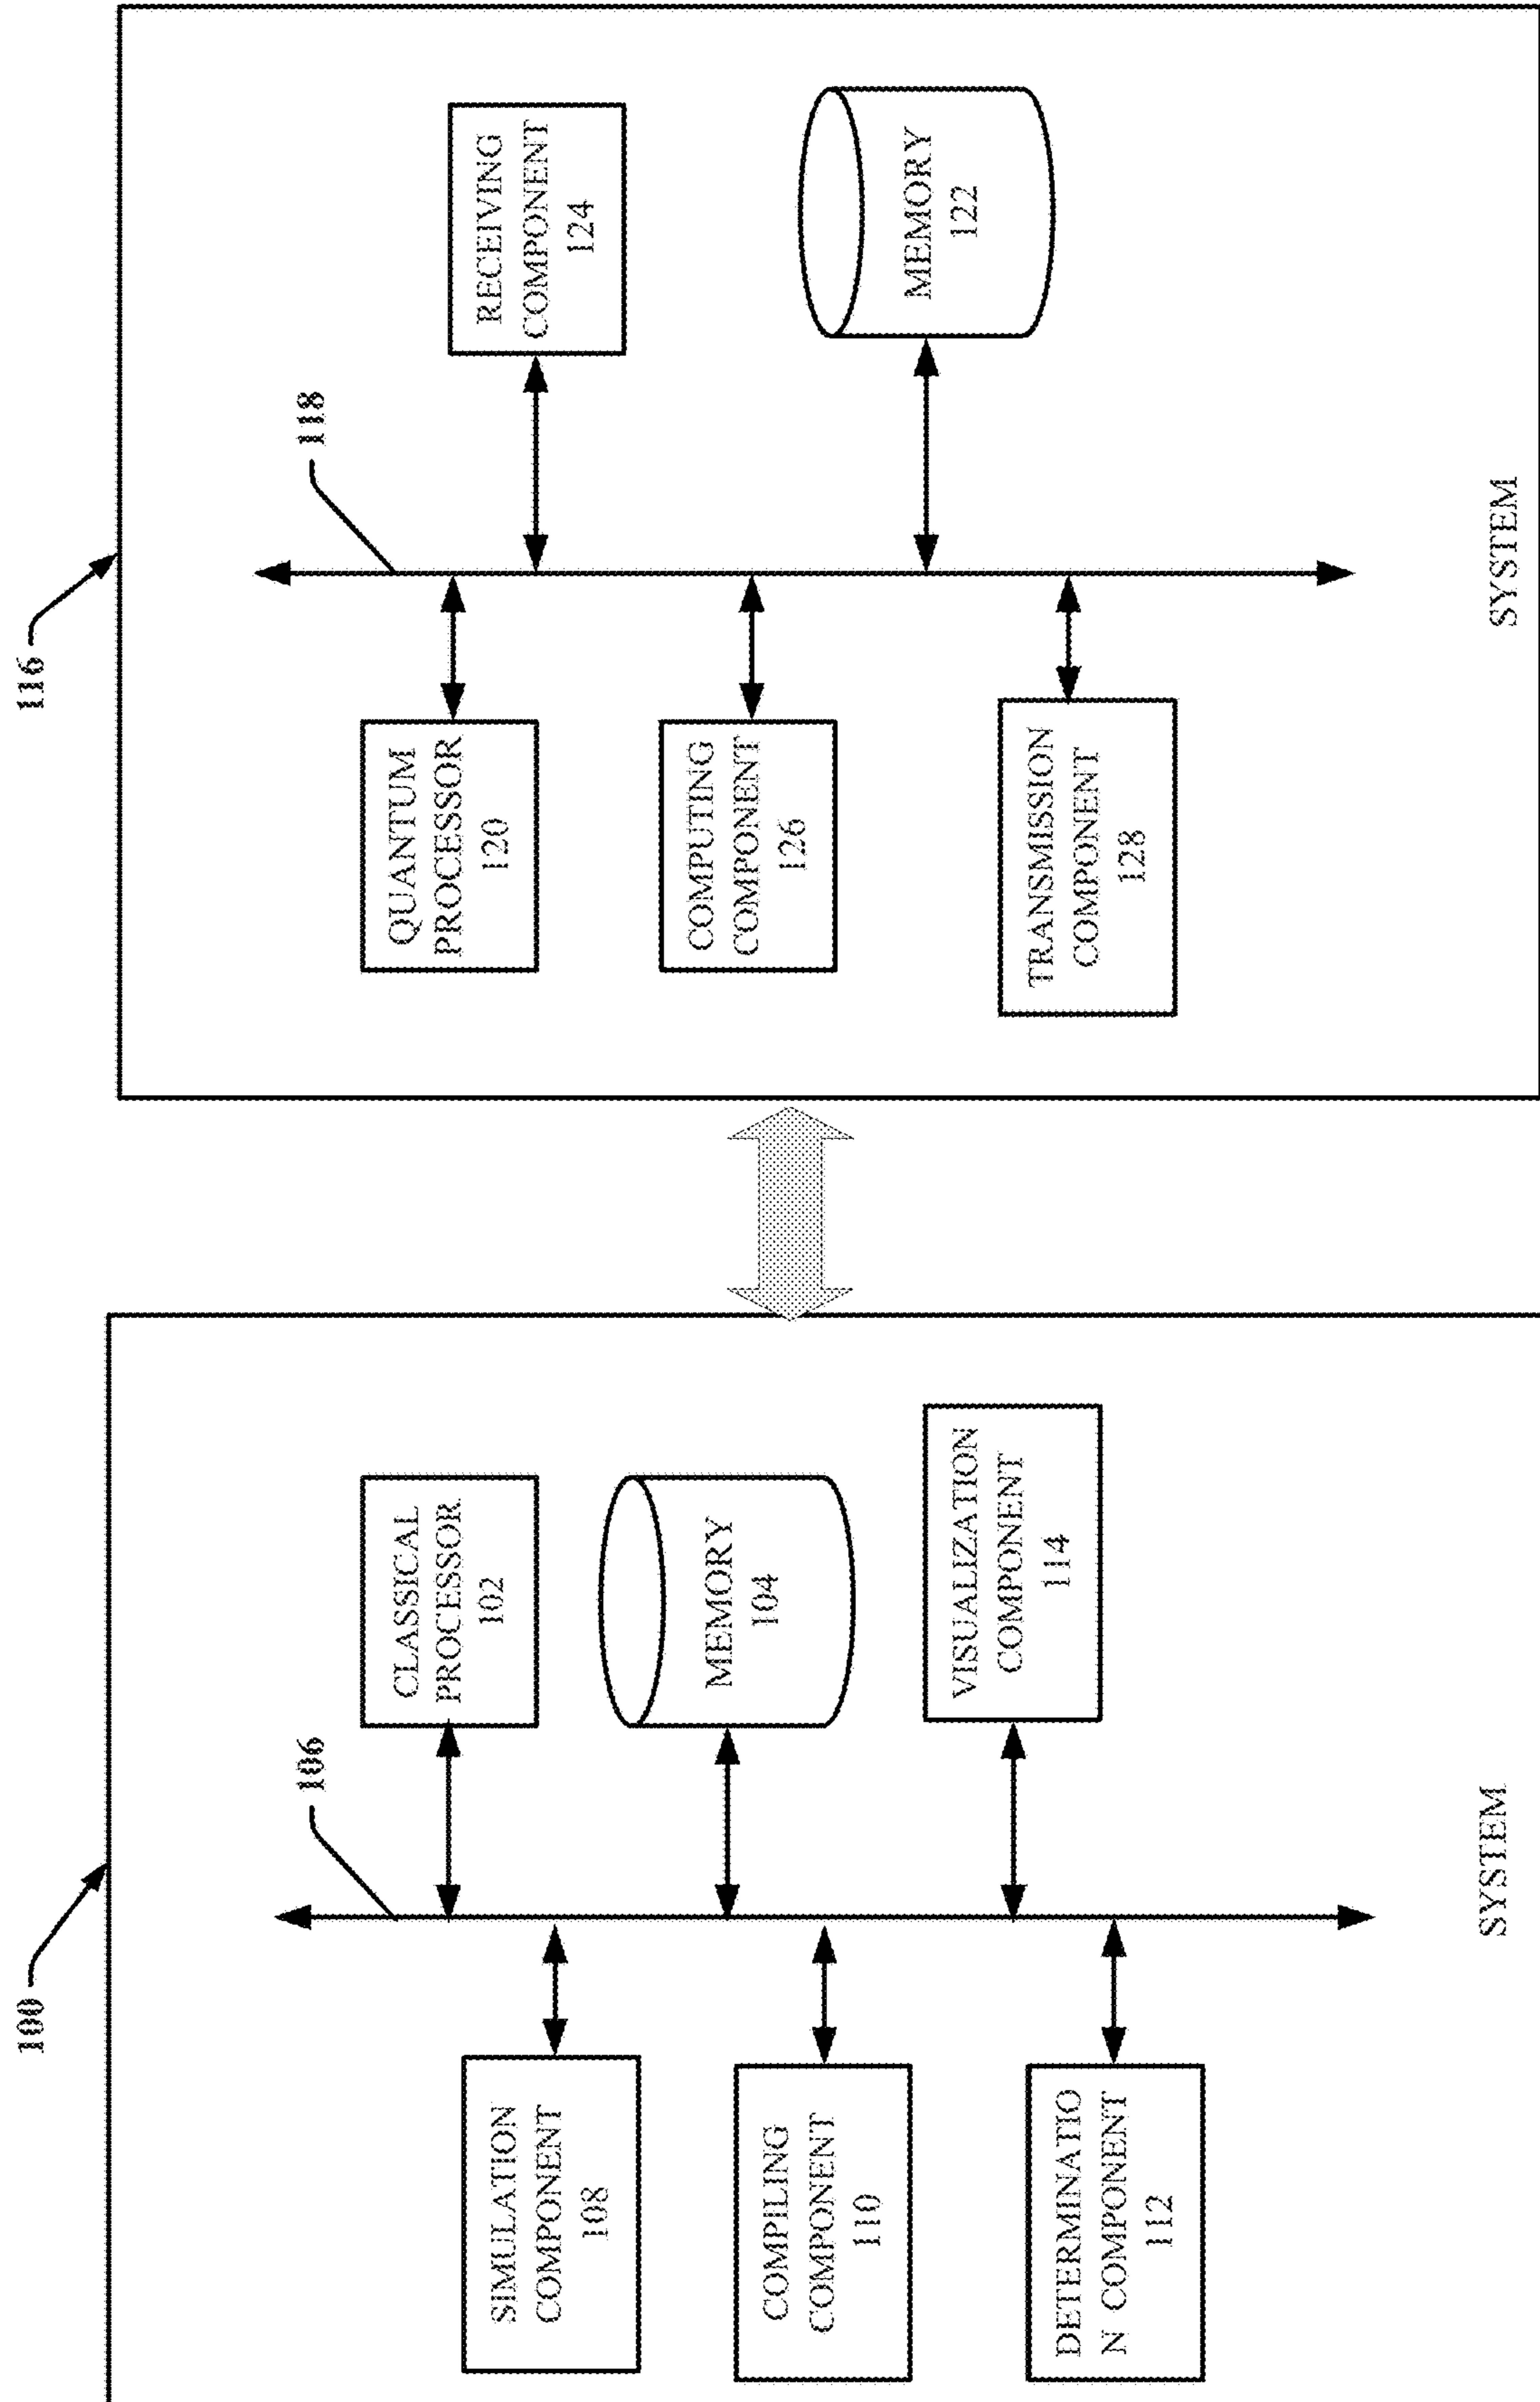 100
106
SIMULATION
COMPONENT
108
CLASSICAL
PROCESSOR
102
COMPILING
COMPONENT
110
MEMORY
104
DETERMINATIO
N COMPONENT
112
VISUALIZATION
COMPONENT
114
SYSTEM
116
118
QUANTUM
PROCESSOR
120
RECEIVING
COMPONENT
124
COMPUTING
COMPONENT
126
MEMORY
122
TRANSMISSION
COMPONENT
128
SYSTEM